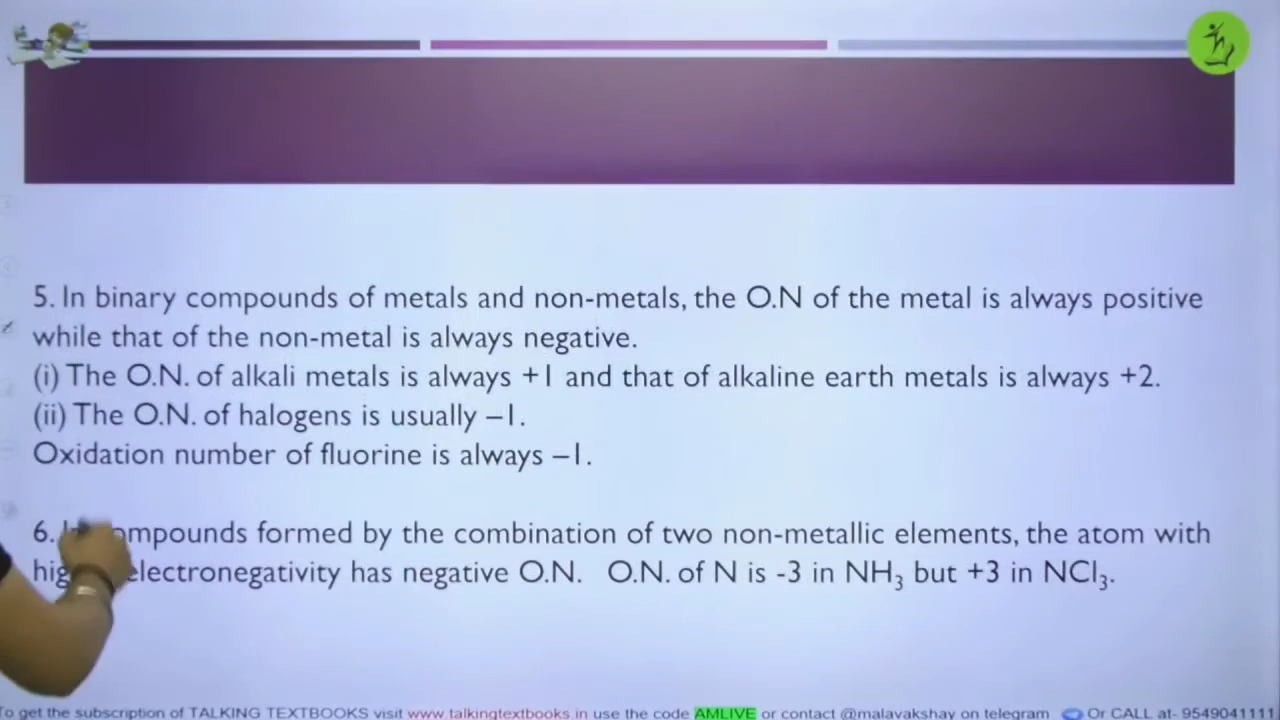 5. In binary compounds of metals and non-metals, the O.N of the metal is always positive
while that of the non-metal is always negative.
(i) The O.N. of alkali metals is always +1 and that of alkaline earth metals is always +2.
(ii) The O.N. of halogens is usually –1.
Oxidation number of fluorine is always –1.
6. compounds formed by the combination of two non-metallic elements, the atom with
electronegativity has negative O.N. O.N. of N is -3 in NH₃ but +3 in NCl₃.
To get the subscription of TALKING TEXTBOOKS visit www.talkingtextbooks.in use the code AMLIVE or contact @malavakshay on telegram Or CALL at- 9549041111